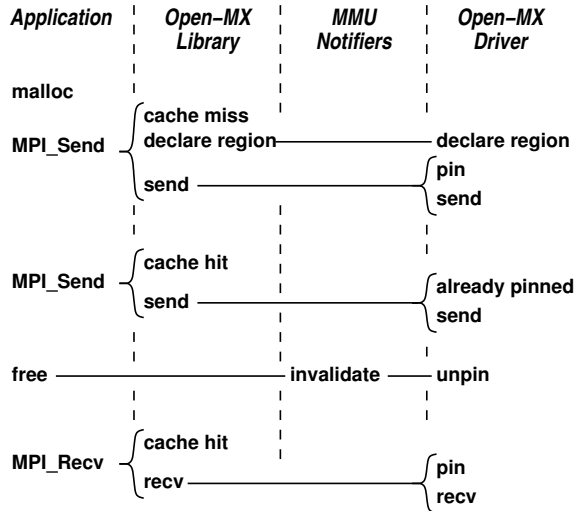 Application Open−MX MMU Open−MX
Library Notifiers Driver
malloc
cache miss
declare region declare region
MPI_Send
pin
send
send
cache hit
MPI_Send
already pinned
send
send
free invalidate unpin
cache hit
MPI_Recv
pin
recv
recv